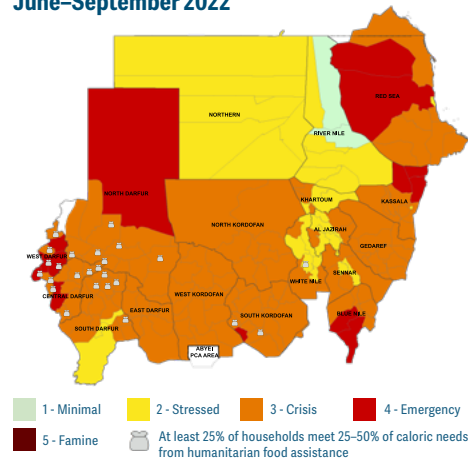 June–September 2022
RED SEA
NORTHERN
RIVER NILE
NORTH DARFUR
KHARTOUM
KASSALA
NORTH KORDOFAN
AL JAZIRAH
GEDAREF
WEST DARFUR
SENNAR
WHITE NILE
CENTRAL DARFUR
WEST KORDOFAN
EAST DARFUR
SOUTH KORDOFAN
BLUE NILE
SOUTH DARFUR
ABYEI
PCA AREA
1 - Minimal
2 - Stressed
3 - Crisis
4 - Emergency
5 - Famine
At least 25% of households meet 25–50% of caloric needs
from humanitarian food assistance